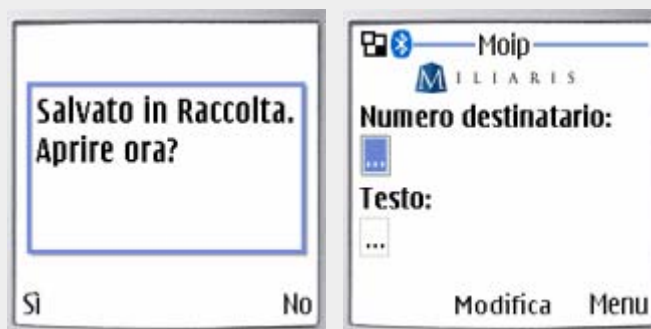 Salvato in Raccolta.
Aprire ora?
Sì No
Moip
MILIARIS
Numero destinatario:
...
Testo:
...
Modifica Menu